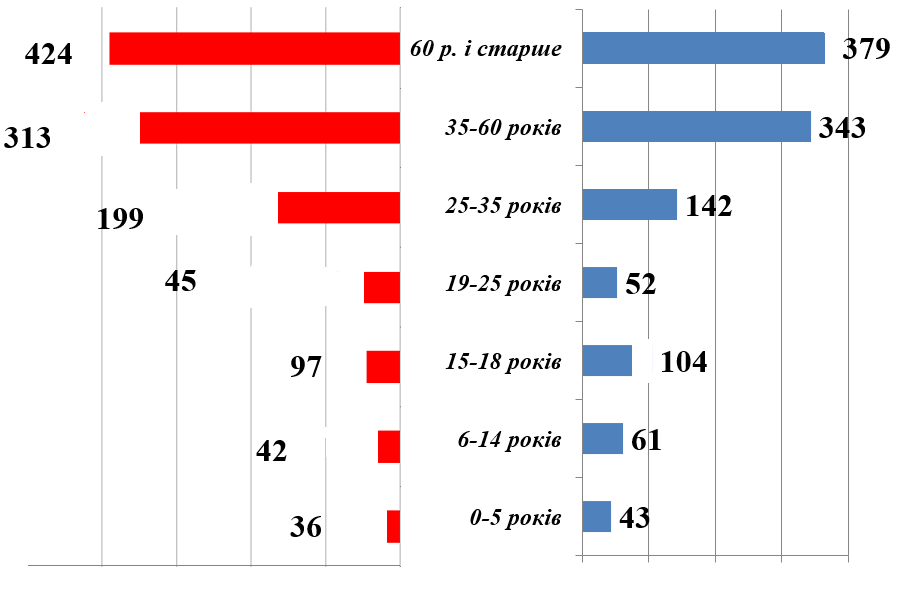 424 60 р. і старше 379
313 35-60 років 343
199 25-35 років 142
45 19-25 років 52
97 15-18 років 104
42 6-14 років 61
36 0-5 років 43